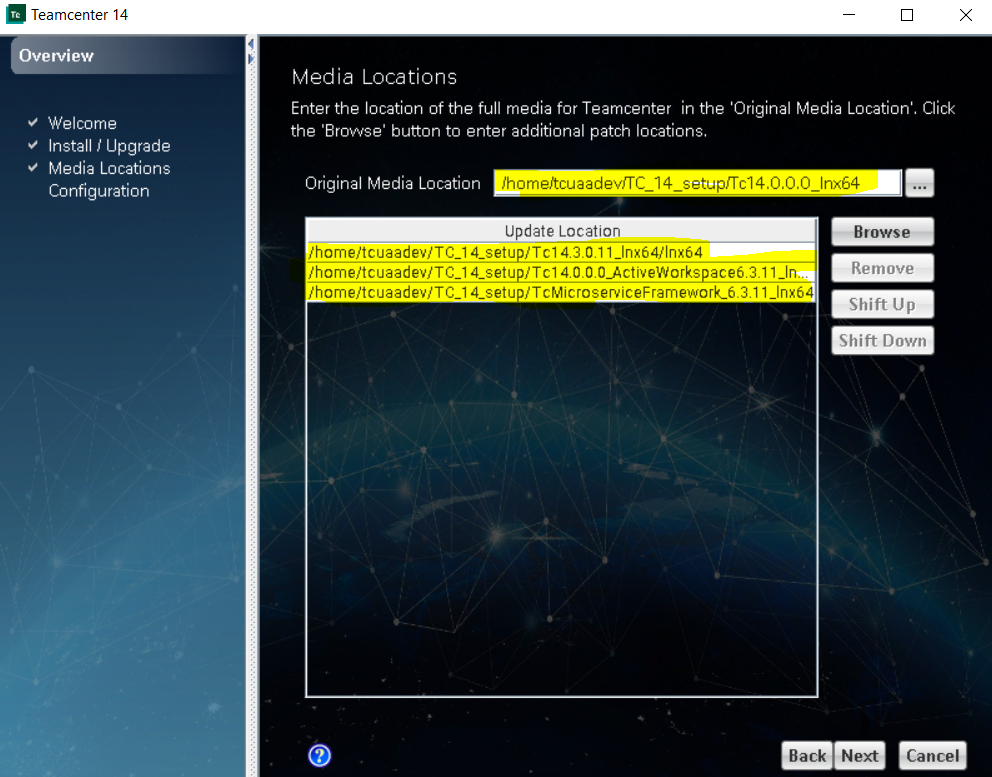 Tc Teamcenter 14
Overview
Welcome
Install / Upgrade
Media Locations
Configuration
Media Locations
Enter the location of the full media for Teamcenter in the 'Original Media Location'. Click
the 'Browse' button to enter additional patch locations.
Original Media Location /home/tcuaadev/TC_14_setup/Tc14.0.0.0_lnx64 ...
Update Location
/home/tcuaadev/TC_14_setup/Tc14.3.0.11_lnx64/lnx64
/home/tcuaadev/TC_14_setup/Tc14.0.0.0_ActiveWorkspace6.3.11_ln...
/home/tcuaadev/TC_14_setup/TcMicroserviceFramework_6.3.11_lnx64
Browse
Remove
Shift Up
Shift Down
? Back Next Cancel